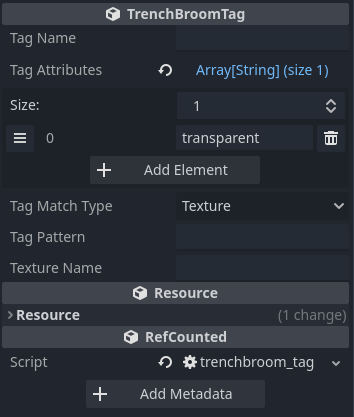 TrenchBroomTag
Tag Name
Tag Attributes Array[String] (size 1)
Size: 1
0 transparent
Add Element
Tag Match Type Texture
Tag Pattern
Texture Name
Resource
Resource (1 change)
RefCounted
Script trenchbroom_tag
Add Metadata